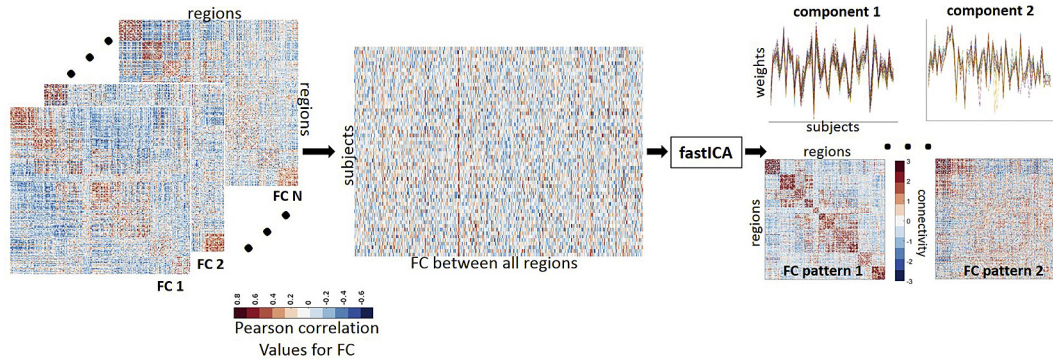 regions
regions
FC N
FC 2
FC 1
0.8
0.6
0.4
0.2
0
-0.2
-0.4
-0.6
Pearson correlation
Values for FC
subjects
FC between all regions
fastICA
component 1
component 2
weights
subjects
regions
regions
FC pattern 1
3
2
1
0
-1
-2
-3
connectivity
FC pattern 2